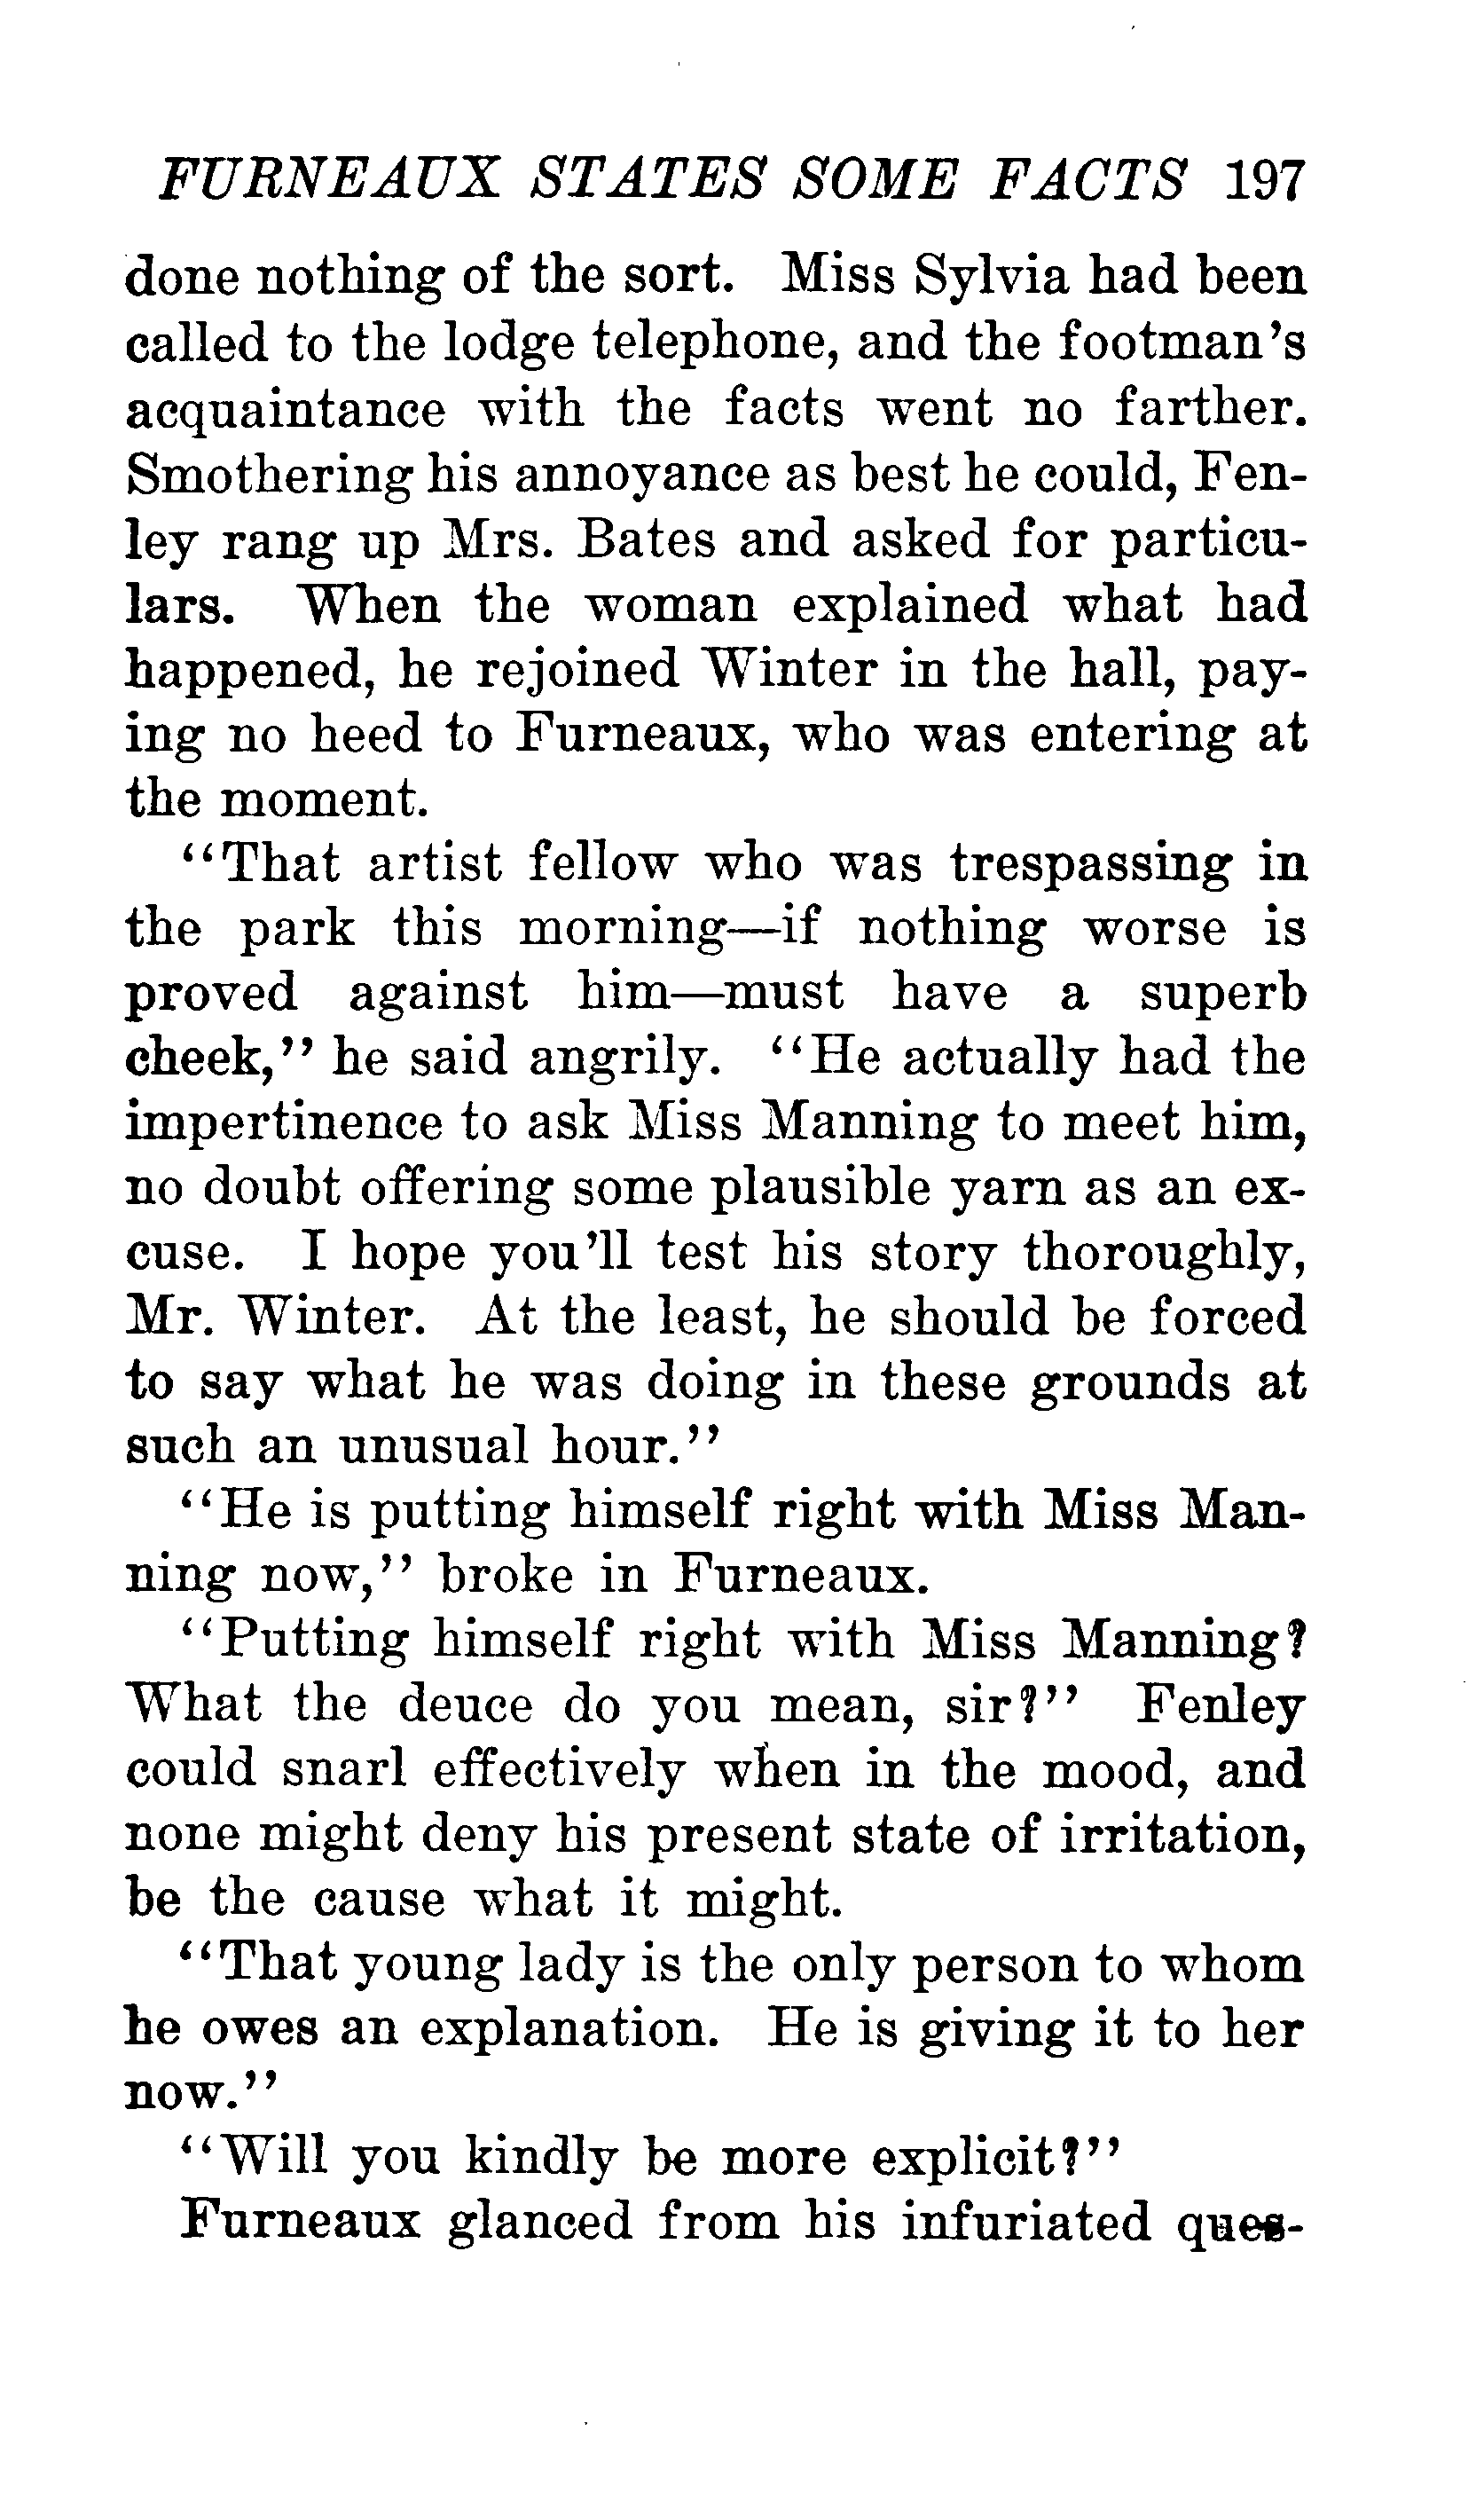 FURNEAUX STATES SOME FACTS 197
done nothing of the sort. Miss Sylvia had been
called to the lodge telephone, and the footman's
acquaintance with the facts went no farther.
Smothering his annoyance as best he could, Fen-
ley rang up Mrs. Bates and asked for particu-
lars. When the woman explained what had
happened, he rejoined Winter in the hall, pay-
ing no heed to Furneaux, who was entering at
the moment.
"That artist fellow who was trespassing in
the park this morning—if nothing worse is
proved against him—must have a superb
cheek," he said angrily. "He actually had the
impertinence to ask Miss Manning to meet him,
no doubt offering some plausible yarn as an ex-
cuse. I hope you'll test his story thoroughly,
Mr. Winter. At the least, he should be forced
to say what he was doing in these grounds at
such an unusual hour."
"He is putting himself right with Miss Man-
ning now," broke in Furneaux.
"Putting himself right with Miss Manning?
What the deuce do you mean, sir?" Fenley
could snarl effectively when in the mood, and
none might deny his present state of irritation,
be the cause what it might.
"That young lady is the only person to whom
he owes an explanation. He is giving it to her
now."
"Will you kindly be more explicit?"
Furneaux glanced from his infuriated ques-